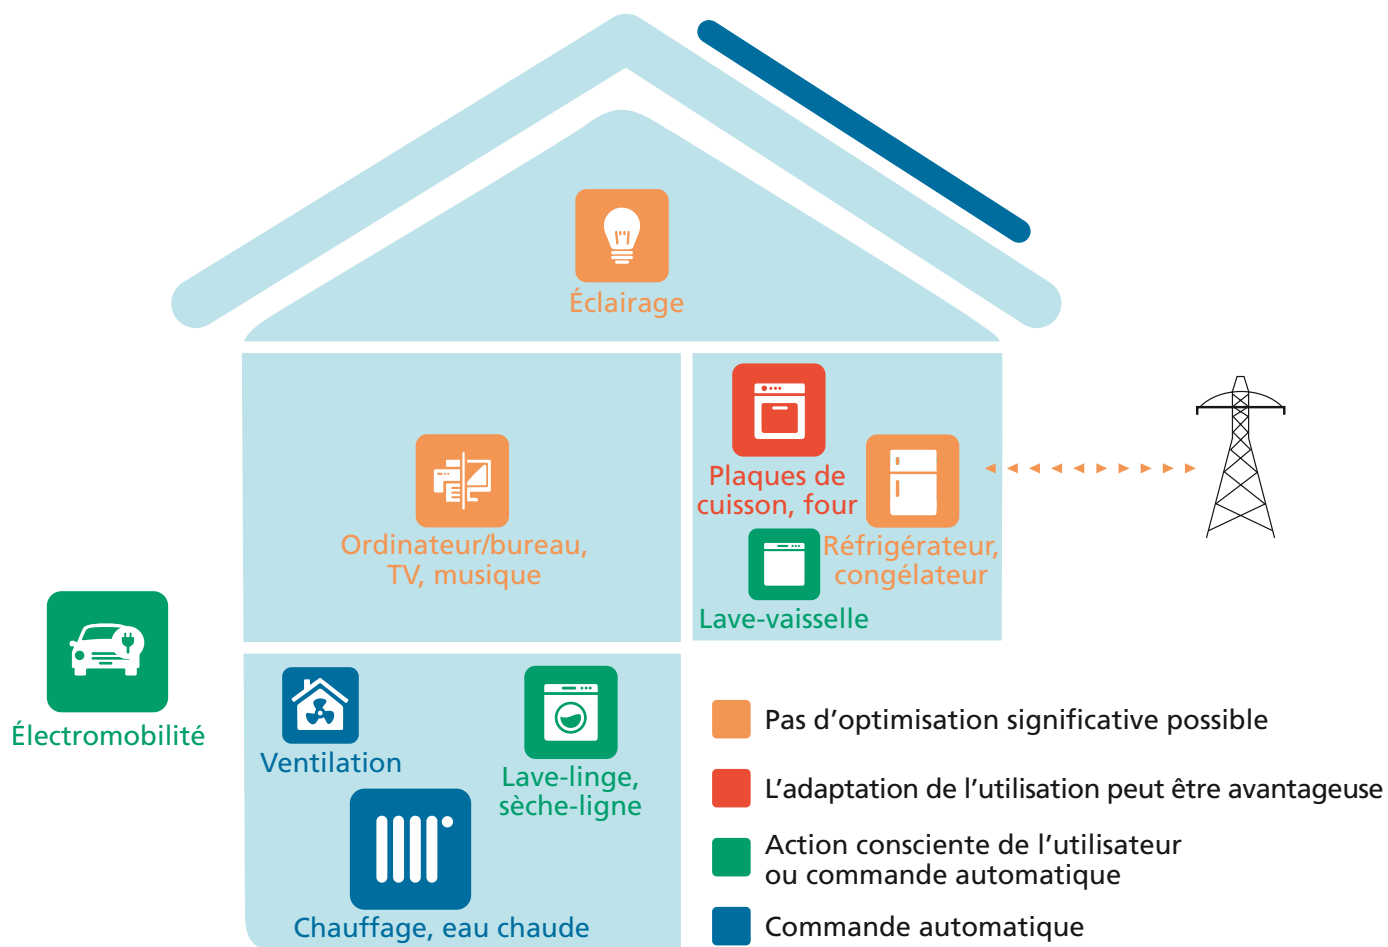 Éclairage
Ordinateur/bureau,
TV, musique
Plaques de
cuisson, four
Réfrigérateur,
congélateur
Lave-vaisselle
Électromobilité
Ventilation
Lave-linge,
sèche-ligne
Chauffage, eau chaude
Pas d’optimisation significative possible
L’adaptation de l’utilisation peut être avantageuse
Action consciente de l’utilisateur
ou commande automatique
Commande automatique